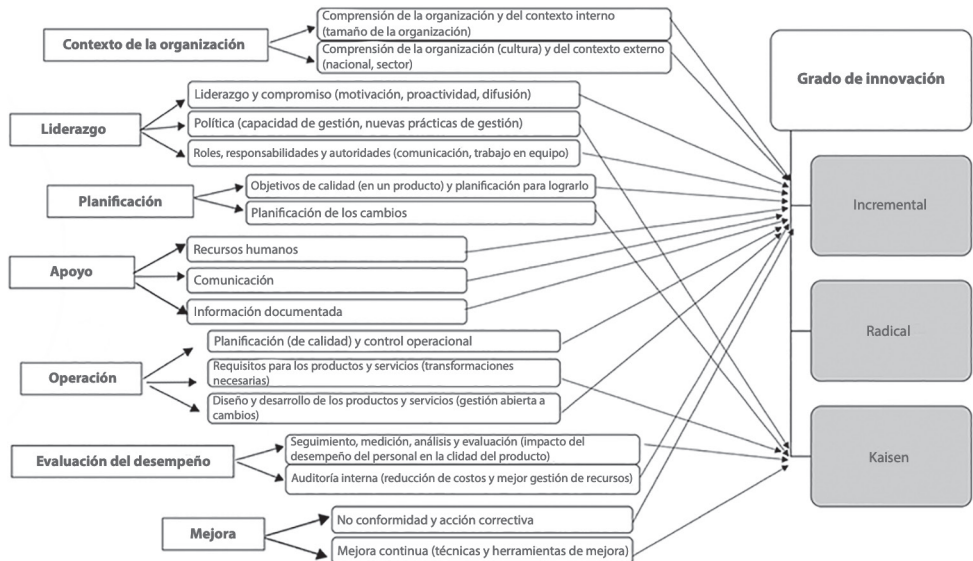 Contexto de la organización
Comprensión de la organización y del contexto interno
(tamaño de la organización)
Comprensión de la organización (cultura) y del contexto externo
(nacional, sector)
Liderazgo
Liderazgo y compromiso (motivación, proactividad, difusión)
Política (capacidad de gestión, nuevas prácticas de gestión)
Roles, responsabilidades y autoridades (comunicación, trabajo en equipo)
Planificación
Objetivos de calidad (en un producto) y planificación para lograrlo
Planificación de los cambios
Apoyo
Recursos humanos
Comunicación
Información documentada
Operación
Planificación (de calidad) y control operacional
Requisitos para los productos y servicios (transformaciones
necesarias)
Diseño y desarrollo de los productos y servicios (gestión abierta a
cambios)
Evaluación del desempeño
Seguimiento, medición, análisis y evaluación (impacto del
desempeño del personal en la clidad del producto)
Auditoría interna (reducción de costos y mejor gestión de recursos)
Mejora
No conformidad y acción correctiva
Mejora continua (técnicas y herramientas de mejora)
Grado de innovación
Incremental
Radical
Kaisen